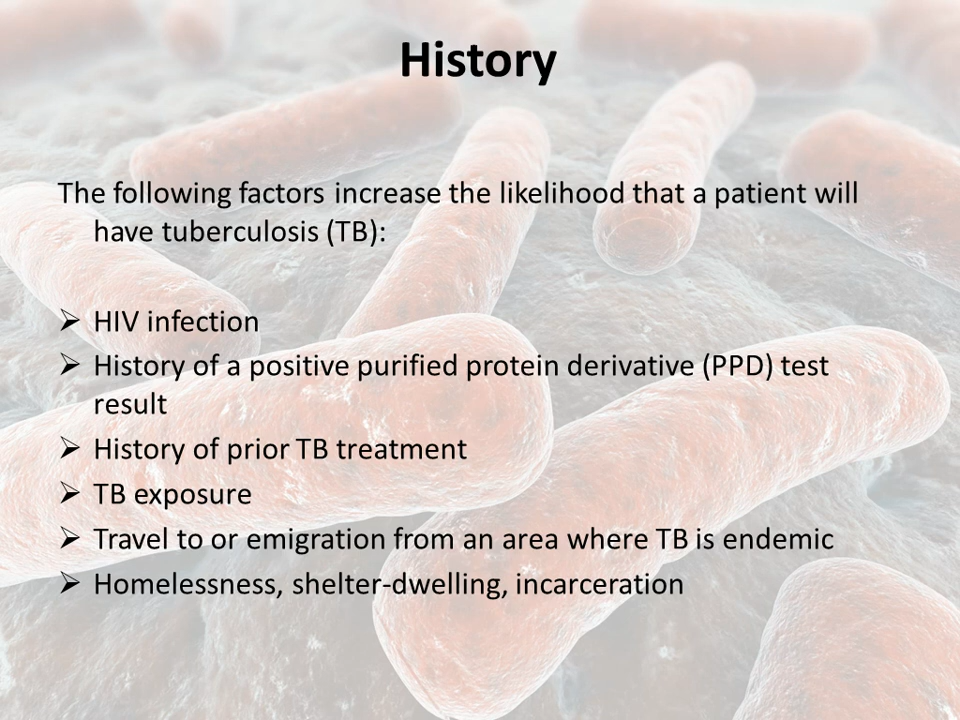 History
The following factors increase the likelihood that a patient will
have tuberculosis (TB):
➢ HIV infection
➢ History of a positive purified protein derivative (PPD) test
result
➢ History of prior TB treatment
➢ TB exposure
➢ Travel to or emigration from an area where TB is endemic
➢ Homelessness, shelter-dwelling, incarceration